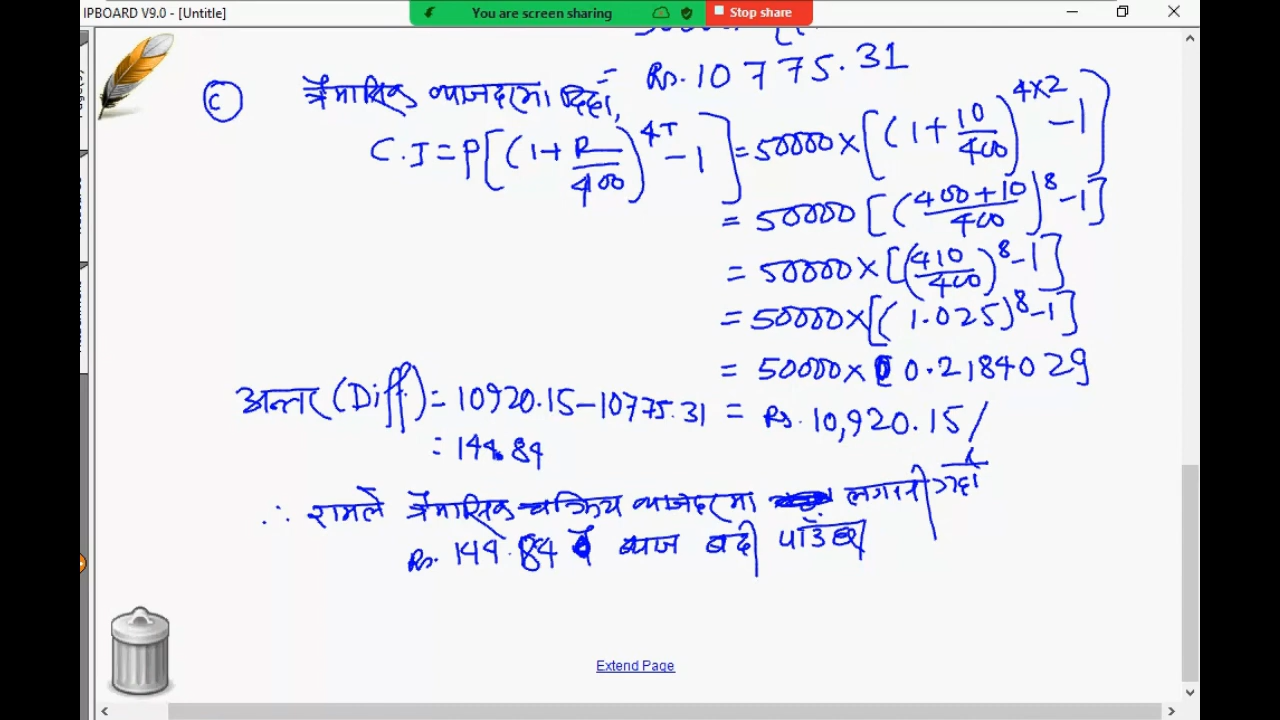 IPBOARD V9.0 - [Untitle]
You are screen sharing
Stop share
= Rs. 10775.31
(c) त्रैमासिक ब्याजदरमा दिँदा,
C.I = P[(1+R/400)^4T -1] = 50000×[(1+10/400)^4×2 -1]
= 50000 [(400+10/400)^8 -1]
= 50000×[(410/400)^8 -1]
= 50000×[(1.025)^8 -1]
= 50000× 0.2184029
= Rs. 10,920.15/
अन्तर (Diff) = 10920.15-10775.31
= 144.84
∴ रामले त्रैमासिक चक्रिय ब्याजदरमा लगानी गर्दा
Rs. 144.84 ब्याज बढी पाउँछ
Extend Page